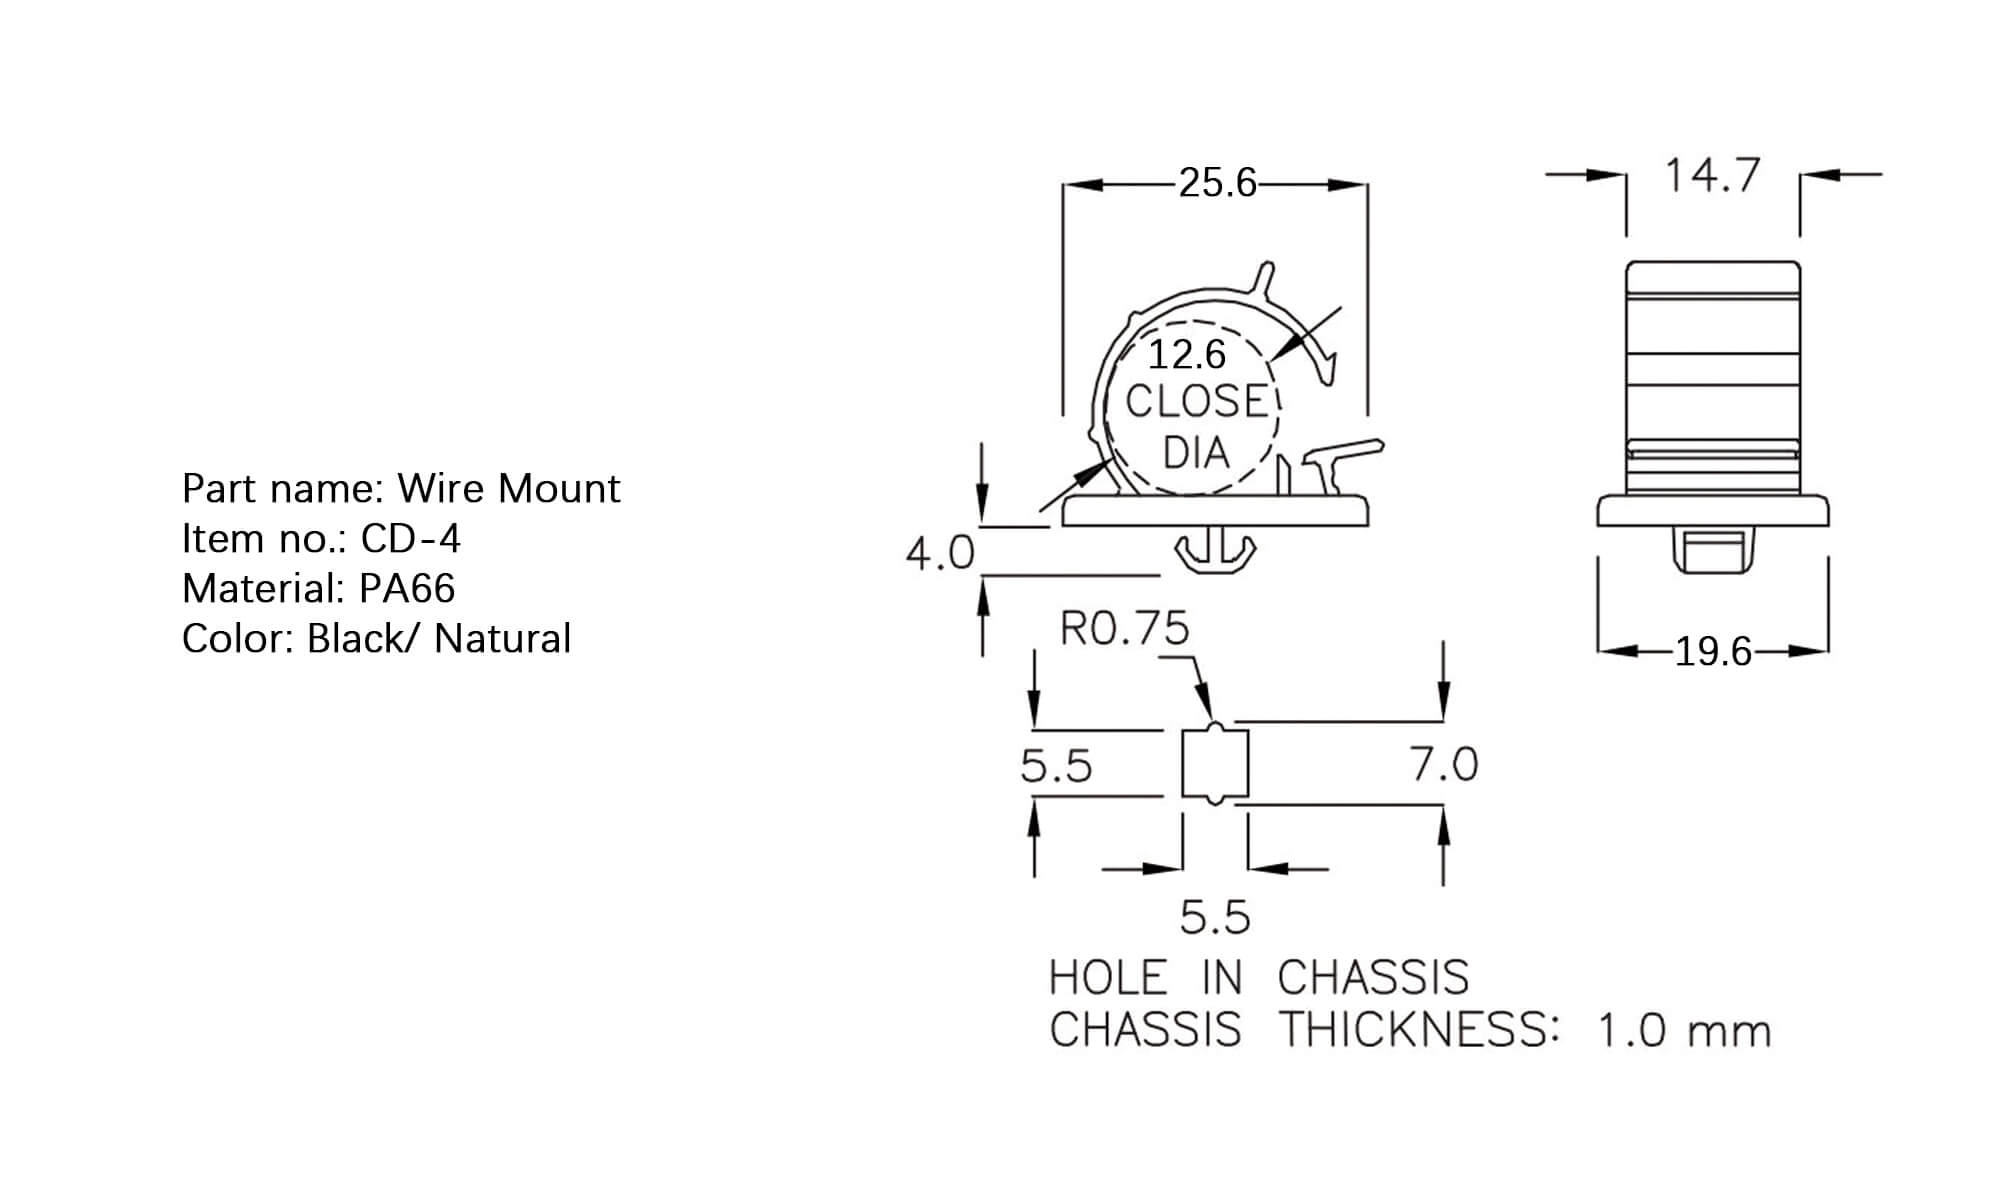 Part name: Wire Mount
Item no.: CD-4
Material: PA66
Color: Black/ Natural
25.6
14.7
12.6
CLOSE
DIA
4.0
R0.75
19.6
5.5
7.0
5.5
HOLE IN CHASSIS
CHASSIS THICKNESS: 1.0 mm